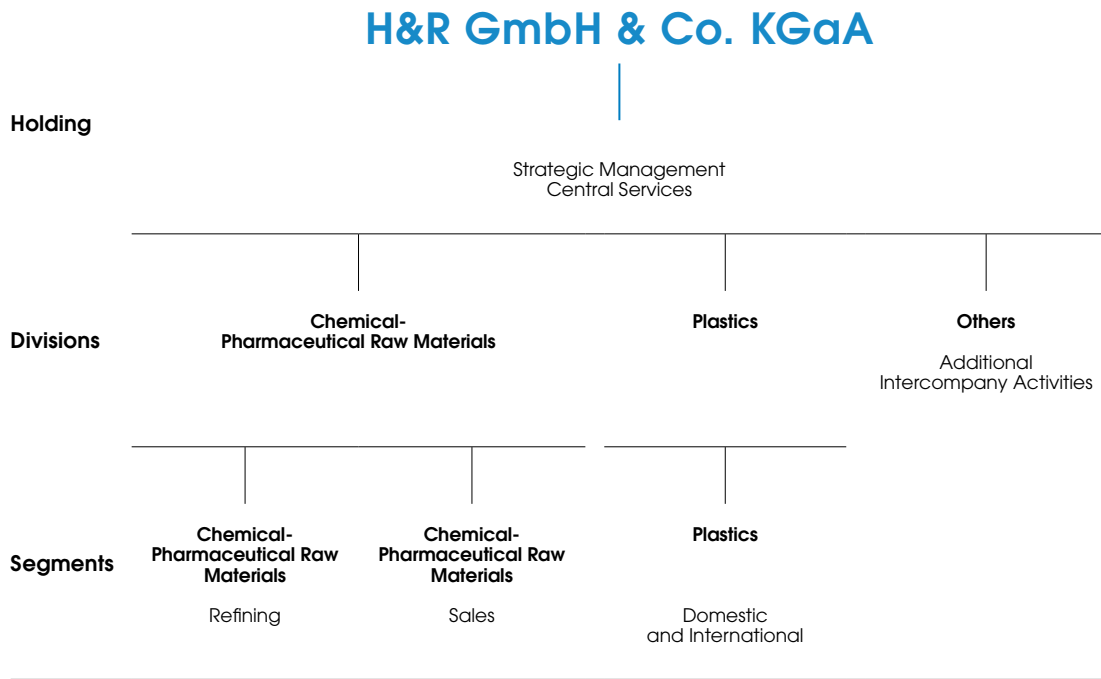 H&R GmbH & Co. KGaA
Holding
Strategic Management
Central Services
Divisions
Chemical-
Pharmaceutical Raw Materials
Plastics
Others
Additional
Intercompany Activities
Segments
Chemical-
Pharmaceutical Raw
Materials
Refining
Chemical-
Pharmaceutical Raw
Materials
Sales
Plastics
Domestic
and International